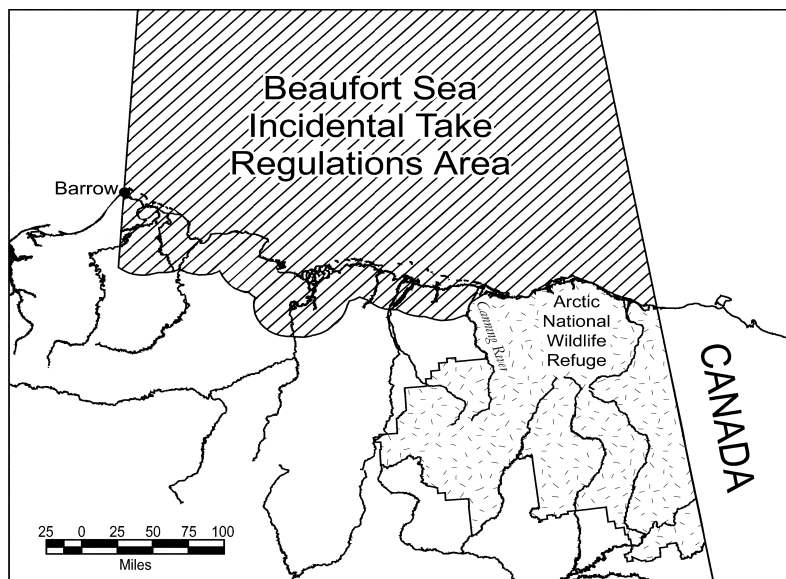 Beaufort Sea
Incidental Take
Regulations Area
Barrow
Canning River
Arctic
National
Wildlife
Refuge
CANADA
25 0 25 50 75 100
Miles